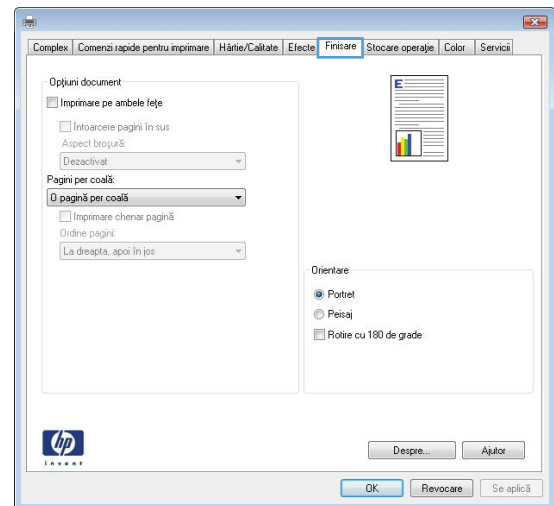 Complex Comenzi rapide pentru imprimare Hârtie/Calitate Efecte Finisare Stocare operaţie Color Servicii
Opţiuni document
Imprimare pe ambele feţe
Întoarcere pagini în sus
Aspect broşură:
Dezactivat
Pagini per coală:
O pagină per coală
Imprimare chenar pagină
Ordine pagini:
La dreapta, apoi în jos
E
Orientare
Portret
Peisaj
Rotire cu 180 de grade
hp
invent
Despre... Ajutor
OK Revocare Se aplică